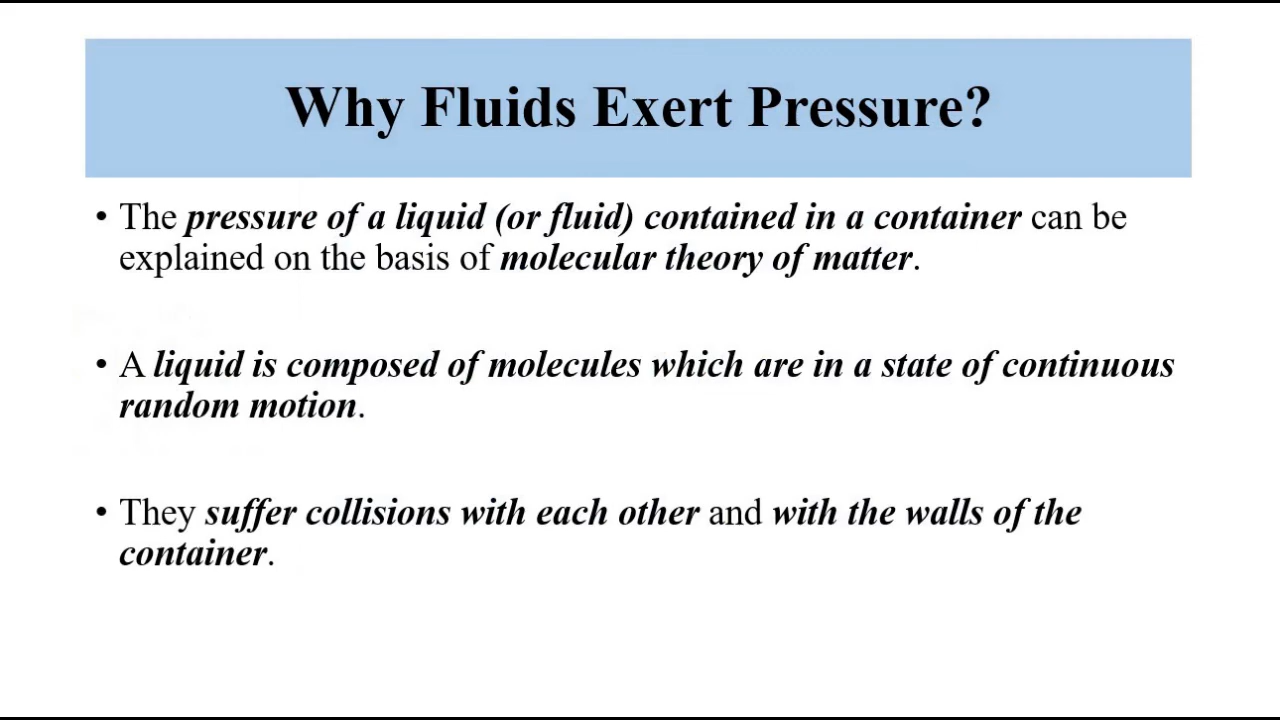 Why Fluids Exert Pressure?
• The pressure of a liquid (or fluid) contained in a container can be
explained on the basis of molecular theory of matter.
• A liquid is composed of molecules which are in a state of continuous
random motion.
• They suffer collisions with each other and with the walls of the
container.